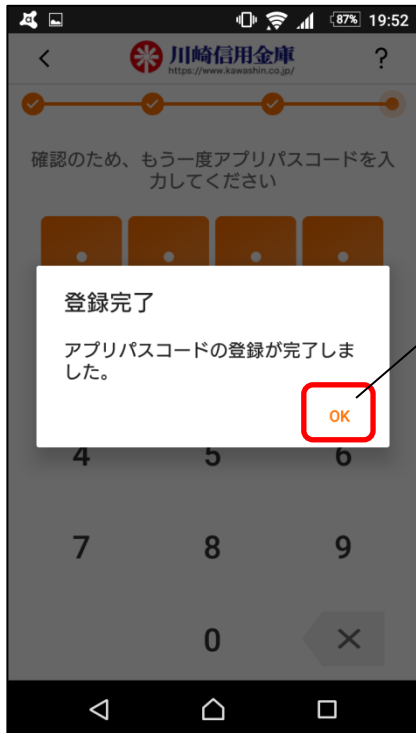 87% 19:52
川崎信用金庫
https://www.kawashin.co.jp/
?
確認のため、もう一度アプリパスコードを入
力してください
登録完了
アプリパスコードの登録が完了しま
した。
OK
4 5 6
7 8 9
0